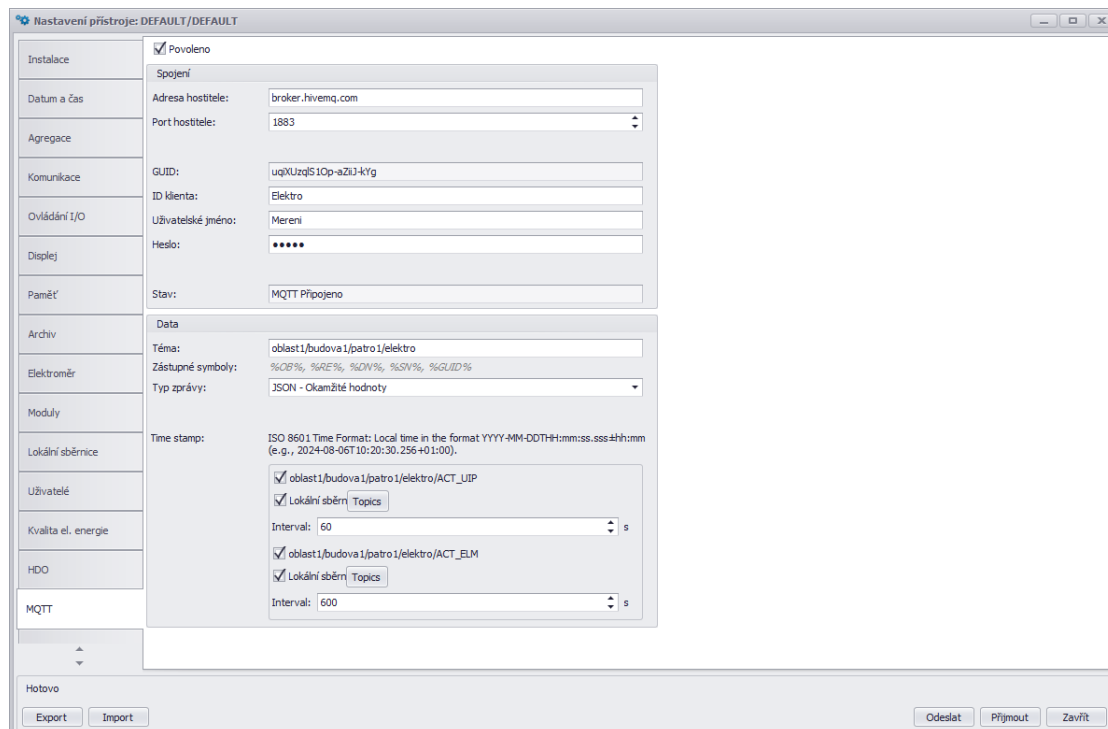 Nastavení přístroje: DEFAULT/DEFAULT
Instalace
Datum a čas
Agregace
Komunikace
Ovládání I/O
Displej
Paměť
Archiv
Elektroměr
Moduly
Lokální sběrnice
Uživatelé
Kvalita el. energie
HDO
MQTT
Povoleno
Spojení
Adresa hostitele: broker.hivemq.com
Port hostitele: 1883
GUID: uqiXUzqlS1Op-aZiiJ-kYg
ID klienta: Elektro
Uživatelské jméno: Mereni
Heslo: •••••
Stav: MQTT Připojeno
Data
Téma: oblast1/budova1/patro1/elektro
Zástupné symboly: %OB%, %RE%, %DN%, %SN%, %GUID%
Typ zprávy: JSON - Okamžité hodnoty
Time stamp: ISO 8601 Time Format: Local time in the format YYYY-MM-DDTHH:mm:ss.sss±hh:mm
(e.g., 2024-08-06T10:20:30.256+01:00).
oblast1/budova1/patro1/elektro/ACT_UIP
Lokální sběrn Topics
Interval: 60 s
oblast1/budova1/patro1/elektro/ACT_ELM
Lokální sběrn Topics
Interval: 600 s
Hotovo
Export Import Odeslat Přijmout Zavřít